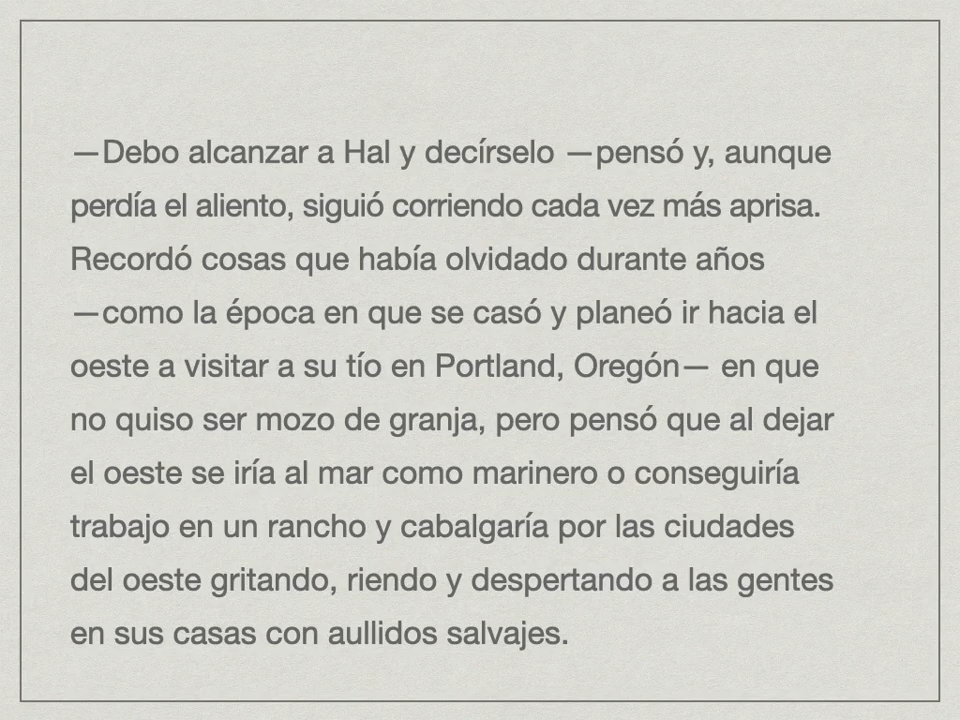 —Debo alcanzar a Hal y decírselo —pensó y, aunque
perdía el aliento, siguió corriendo cada vez más aprisa.
Recordó cosas que había olvidado durante años
—como la época en que se casó y planeó ir hacia el
oeste a visitar a su tío en Portland, Oregón— en que
no quiso ser mozo de granja, pero pensó que al dejar
el oeste se iría al mar como marinero o conseguiría
trabajo en un rancho y cabalgaría por las ciudades
del oeste gritando, riendo y despertando a las gentes
en sus casas con aullidos salvajes.